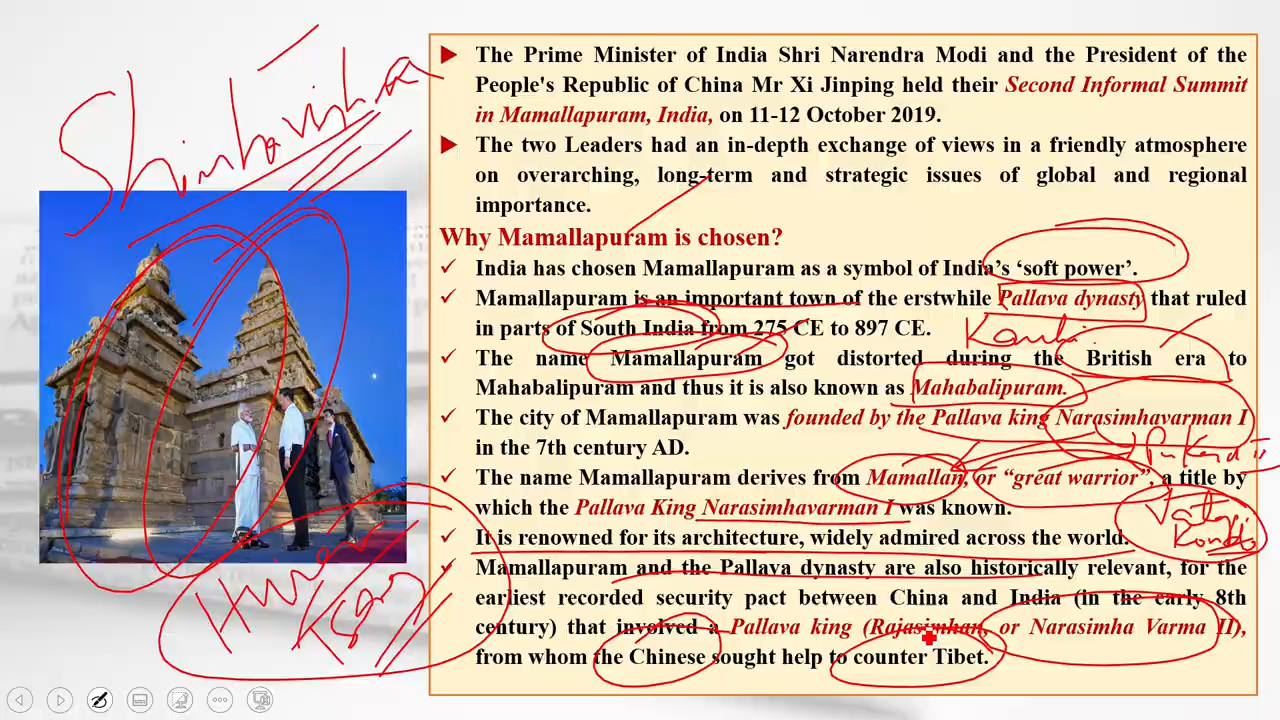 The Prime Minister of India Shri Narendra Modi and the President of the
People's Republic of China Mr Xi Jinping held their Second Informal Summit
in Mamallapuram, India, on 11-12 October 2019.
The two Leaders had an in-depth exchange of views in a friendly atmosphere
on overarching, long-term and strategic issues of global and regional
importance.
Why Mamallapuram is chosen?
India has chosen Mamallapuram as a symbol of India's 'soft power'.
Mamallapuram is an important town of the erstwhile Pallava dynasty that ruled
in parts of South India from 275 CE to 897 CE.
The name Mamallapuram got distorted during the British era to
Mahabalipuram and thus it is also known as Mahabalipuram.
The city of Mamallapuram was founded by the Pallava king Narasimhavarman I
in the 7th century AD.
The name Mamallapuram derives from Mamallan, or “great warrior”, a title by
which the Pallava King Narasimhavarman I was known.
It is renowned for its architecture, widely admired across the world.
Mamallapuram and the Pallava dynasty are also historically relevant, for the
earliest recorded security pact between China and India (in the early 8th
century) that involved a Pallava king (Rajasimhan, or Narasimha Varma II),
from whom the Chinese sought help to counter Tibet.